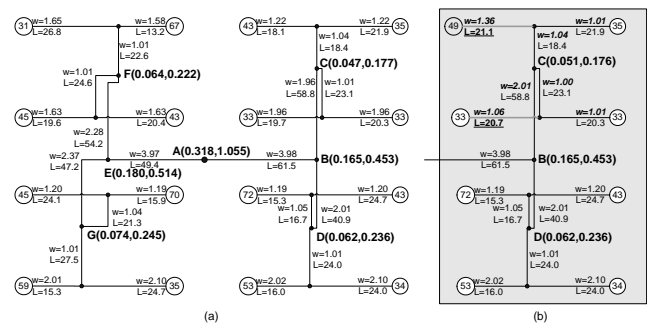 31 w=1.65 w=1.58 67
L=26.8 L=13.2
w=1.01
L=22.6
w=1.01
L=24.6
F(0.064,0.222)
45 w=1.63 w=1.63 43
L=19.6 L=20.4
w=2.28
L=54.2
w=2.37
L=47.2
w=3.97
L=49.4
E(0.180,0.514)
A(0.318,1.055)
45 w=1.20 w=1.19 70
L=24.1 L=15.9
w=1.04
L=21.3
G(0.074,0.245)
w=1.01
L=27.5
59 w=2.01 w=2.10 35
L=15.3 L=24.7
43 w=1.22 w=1.22 35
L=18.1 L=21.9
w=1.04
L=18.4
C(0.047,0.177)
w=1.96
L=58.8
w=1.01
L=23.1
33 w=1.96 w=1.96 33
L=19.7 L=20.3
w=3.98
L=61.5
B(0.165,0.453)
72 w=1.19 w=1.20 43
L=15.3 L=24.7
w=1.05
L=16.7
w=2.01
L=40.9
D(0.062,0.236)
w=1.01
L=24.0
53 w=2.02 w=2.10 34
L=16.0 L=24.0
(a)
49 w=1.36 w=1.01 35
L=21.1 L=21.9
w=1.04
L=18.4
C(0.051,0.176)
w=2.01
L=58.8
w=1.00
L=23.1
33 w=1.06 w=1.01 33
L=20.7 L=20.3
w=3.98
L=61.5
B(0.165,0.453)
72 w=1.19 w=1.20 43
L=15.3 L=24.7
w=1.05
L=16.7
w=2.01
L=40.9
D(0.062,0.236)
w=1.01
L=24.0
53 w=2.02 w=2.10 34
L=16.0 L=24.0
(b)